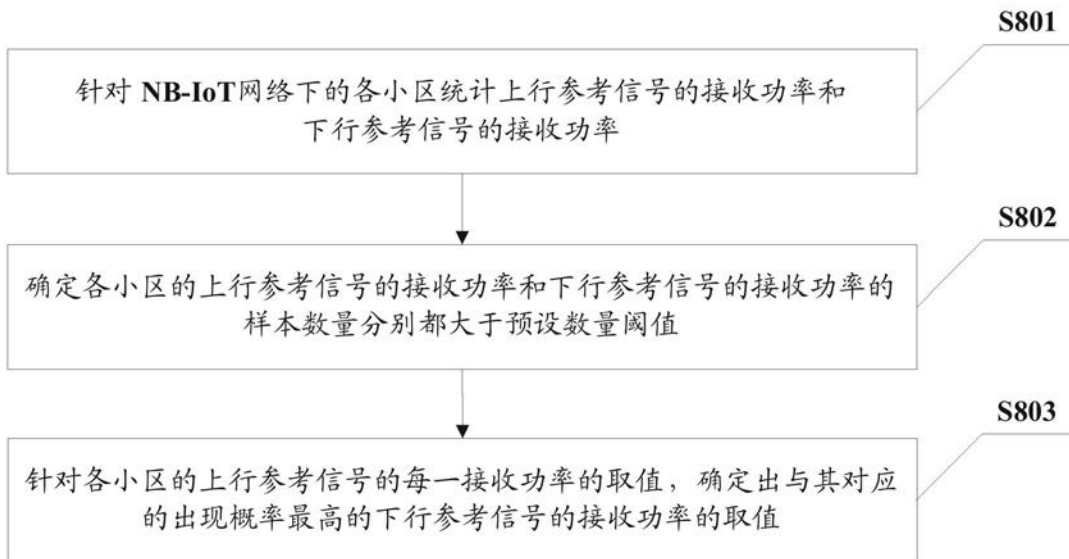 S801
针对 NB-IoT网络下的各小区统计上行参考信号的接收功率和
下行参考信号的接收功率
S802
确定各小区的上行参考信号的接收功率和下行参考信号的接收功率的
样本数量分别都大于预设数量阈值
S803
针对各小区的上行参考信号的每一接收功率的取值，确定出与其对应
的出现概率最高的下行参考信号的接收功率的取值